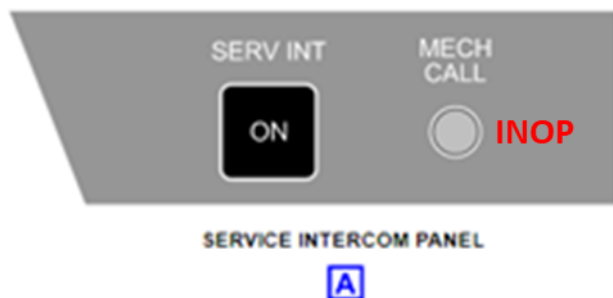 SERV INT
MECH
CALL
ON
INOP
SERVICE INTERCOM PANEL
A